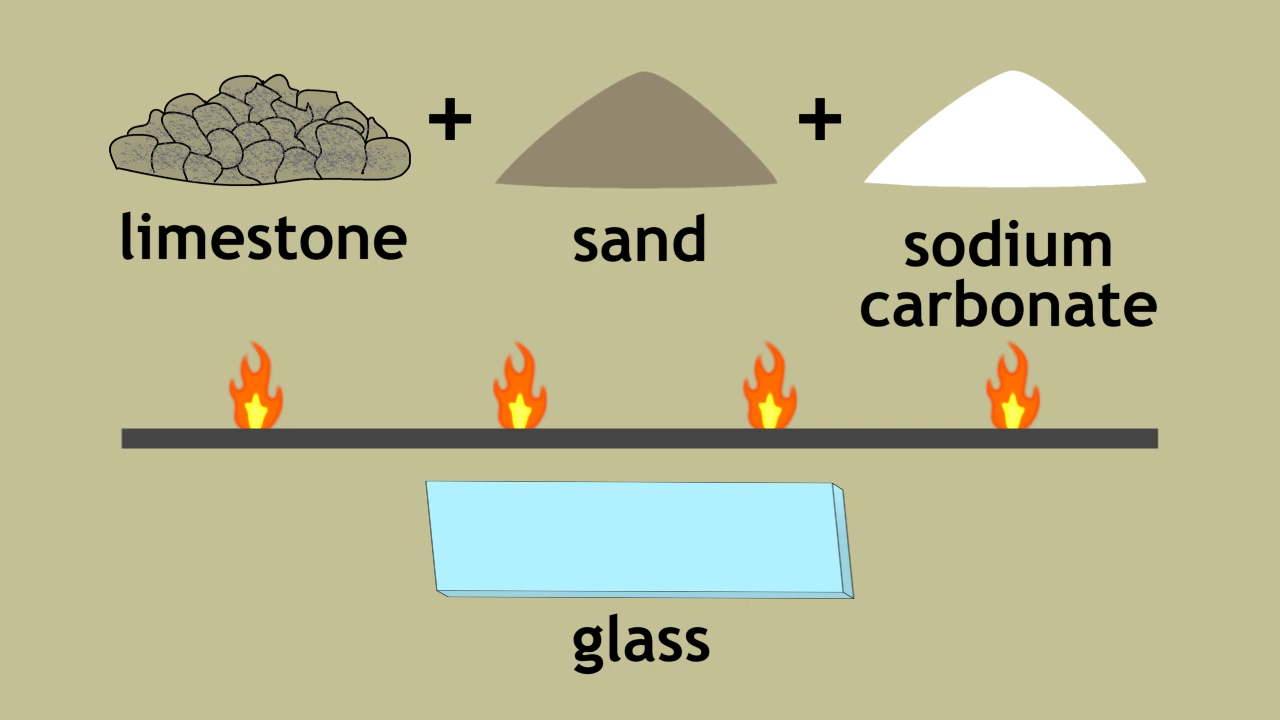 limestone + sand + sodium
carbonate
glass